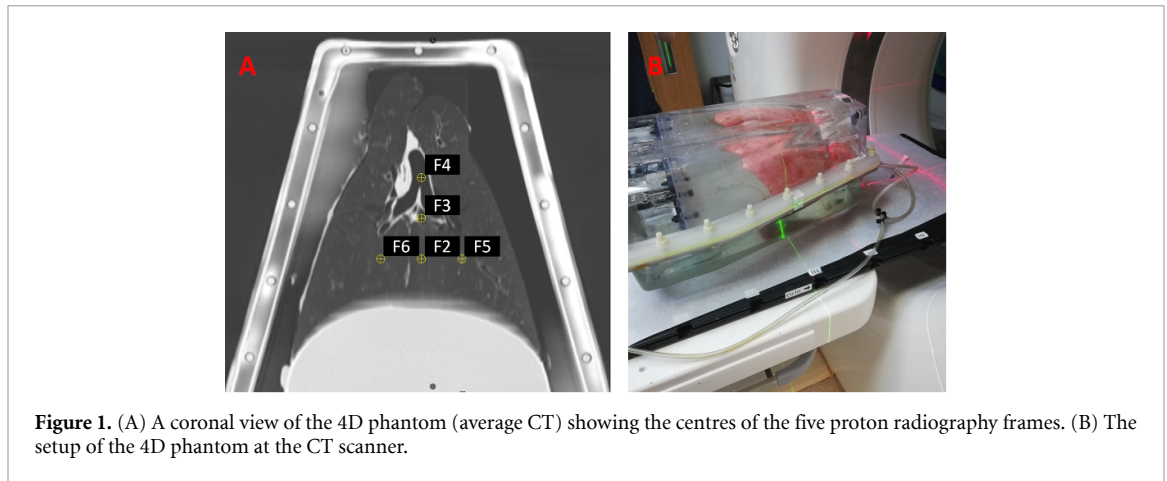 A
B
F4
F3
F6 F2 F5
Figure 1. (A) A coronal view of the 4D phantom (average CT) showing the centres of the five proton radiography frames. (B) The
setup of the 4D phantom at the CT scanner.